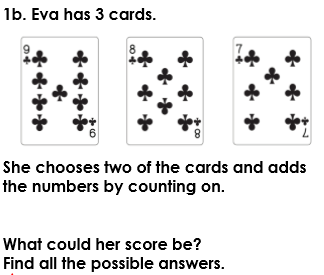 1b. Eva has 3 cards.
9 8 7
6 8 7
She chooses two of the cards and adds
the numbers by counting on.
What could her score be?
Find all the possible answers.